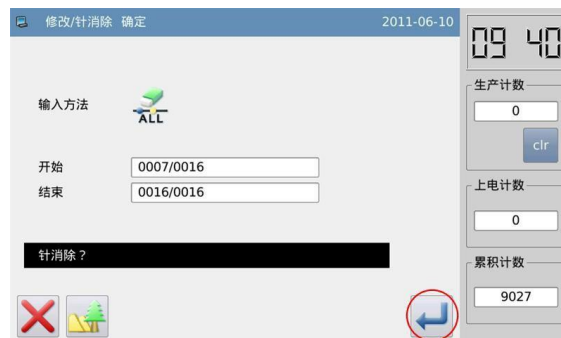 修改/针消除 确定 2011-06-10
09 40
生产计数
0
输入方法
ALL
clr
开始 0007/0016
结束 0016/0016
上电计数
0
针消除？
累积计数
9027